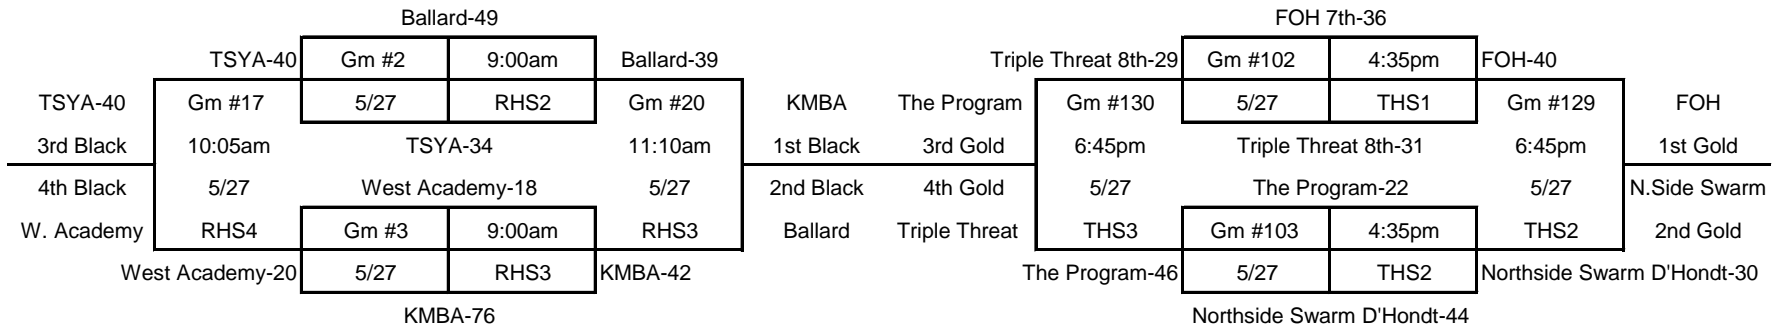 Ballard-49 FOH 7th-36
TSYA-40 Gm #2 9:00am Ballard-39 Triple Threat 8th-29 Gm #102 4:35pm FOH-40
TSYA-40 Gm #17 5/27 RHS2 Gm #20 KMBA The Program Gm #130 5/27 THS1 Gm #129 FOH
3rd Black 10:05am TSYA-34 11:10am 1st Black 3rd Gold 6:45pm Triple Threat 8th-31 6:45pm 1st Gold
4th Black 5/27 West Academy-18 5/27 2nd Black 4th Gold 5/27 The Program-22 5/27 N.Side Swarm
W. Academy RHS4 Gm #3 9:00am RHS3 Ballard Triple Threat THS3 Gm #103 4:35pm THS2 2nd Gold
West Academy-20 5/27 RHS3 KMBA-42 The Program-46 5/27 THS2 Northside Swarm D'Hondt-30
KMBA-76 Northside Swarm D'Hondt-44